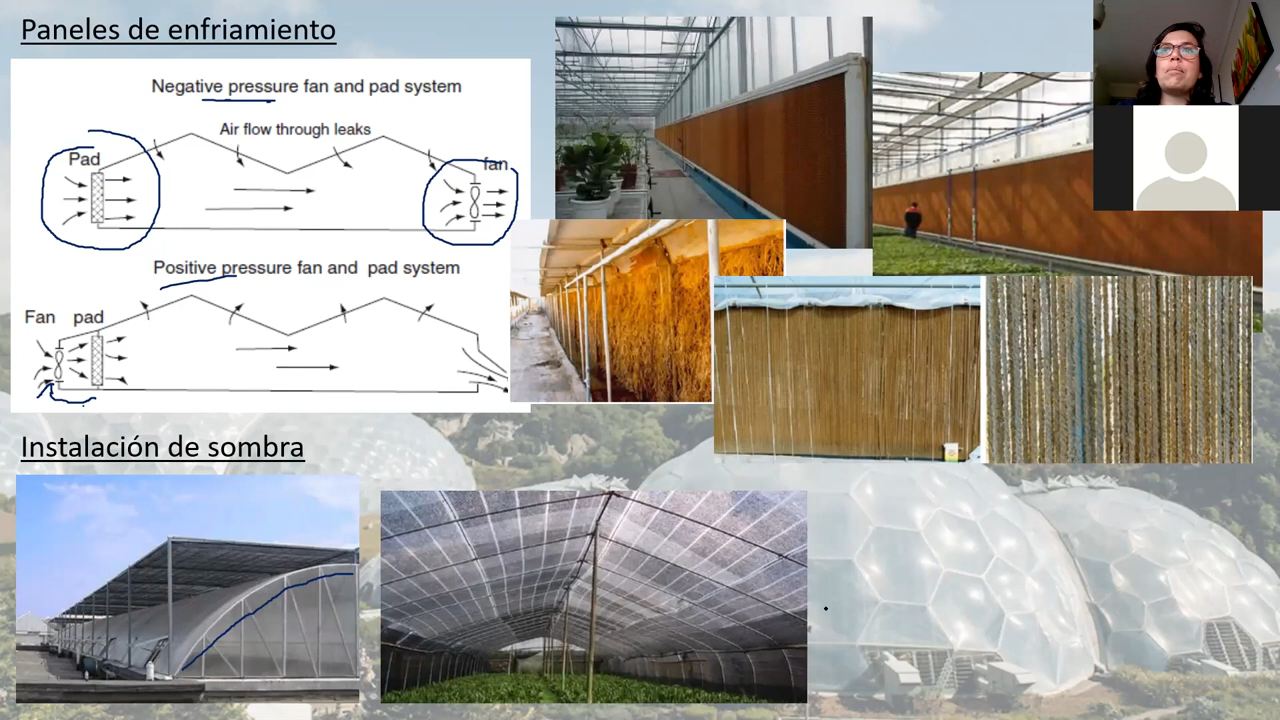 Paneles de enfriamiento
Negative pressure fan and pad system
Air flow through leaks
Pad
fan
Positive pressure fan and pad system
Fan pad
Instalación de sombra